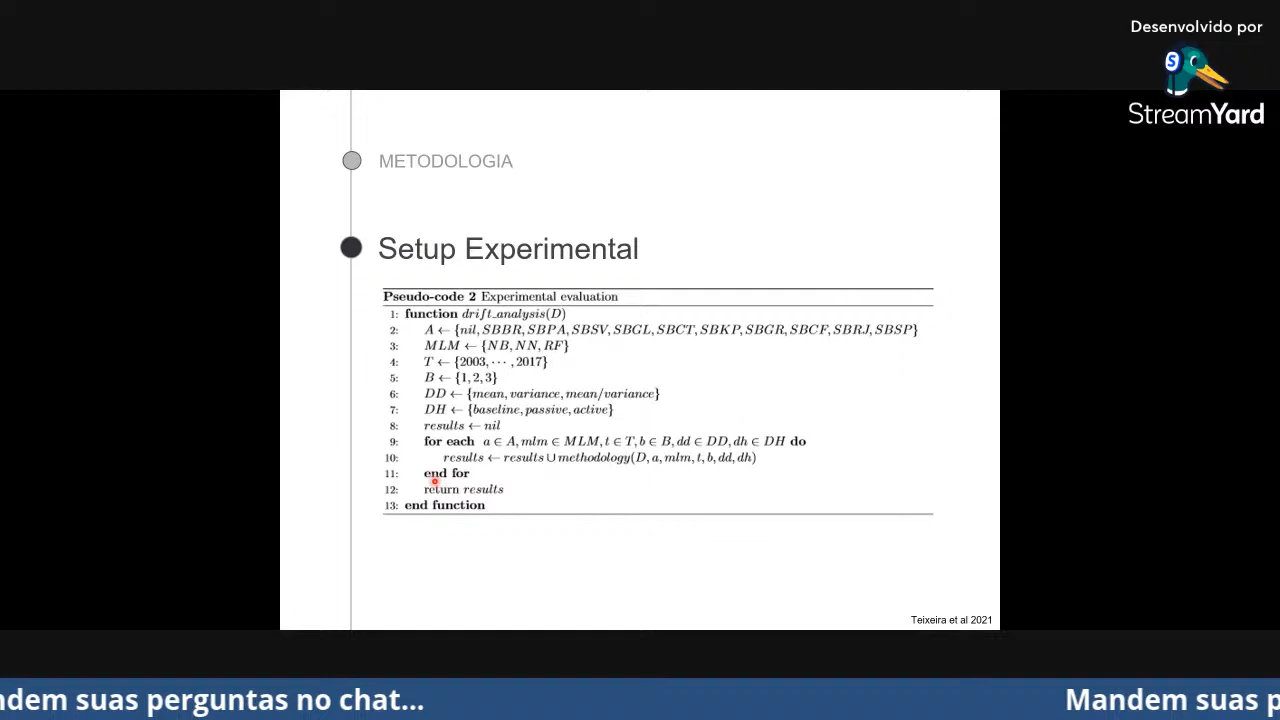 Desenvolvido por
StreamYard
METODOLOGIA
Setup Experimental
Pseudo-code 2 Experimental evaluation
1: function drift_analysis(D)
2: A ← {nil, SBBR, SBPA, SBSV, SBGL, SBCT, SBKP, SBGR, SBCF, SBRJ, SBSP}
3: MLM ← {NB, NN, RF}
4: T ← {2003, ··· , 2017}
5: B ← {1, 2, 3}
6: DD ← {mean, variance, mean/variance}
7: DH ← {baseline, passive, active}
8: results ← nil
9: for each a ∈ A, mlm ∈ MLM, t ∈ T, b ∈ B, dd ∈ DD, dh ∈ DH do
10: results ← results ∪ methodology(D, a, mlm, t, b, dd, dh)
11: end for
12: return results
13: end function
Teixeira et al 2021
ndem suas perguntas no chat... Mandem suas p